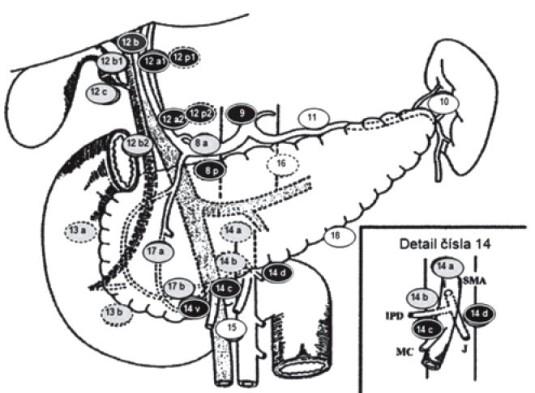 12 b
12 b1
12 a1
12 p1
12 c
12 a2
12 p2
9
11
10
12 b2
8 a
8 p
16
13 a
14 a
17 a
18
14 b
14 d
17 b
14 c
13 b
14 v
15
Detail čísla 14
14 a
SMA
14 b
IPD
14 d
14 c
MC
J